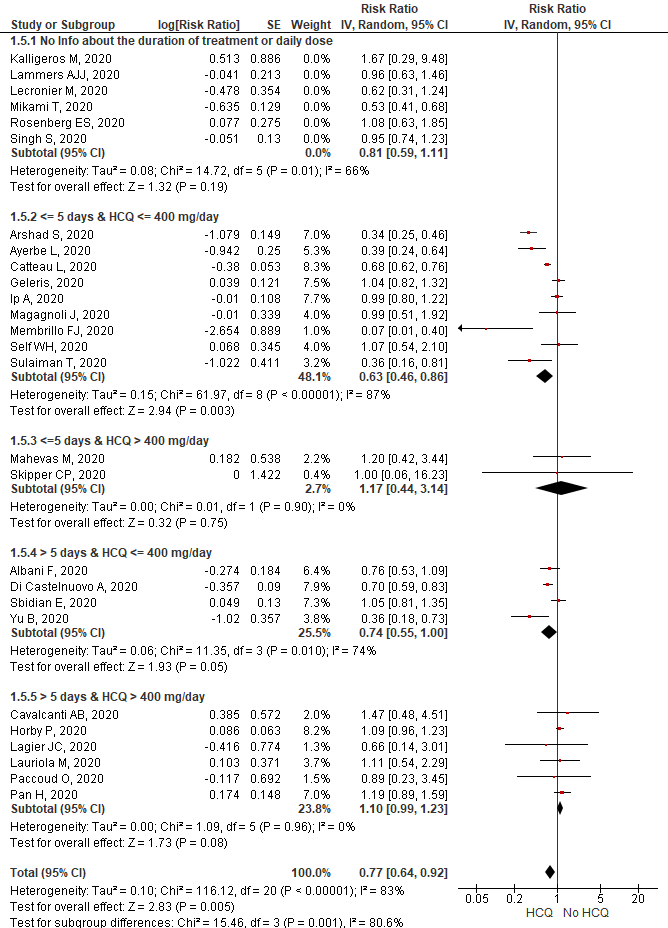 Risk Ratio Risk Ratio
Study or Subgroup log[Risk Ratio] SE Weight IV, Random, 95% CI IV, Random, 95% CI
1.5.1 No Info about the duration of treatment or daily dose
Kalligeros M, 2020 0.513 0.886 0.0% 1.67 [0.29, 9.48]
Lammers AJJ, 2020 -0.041 0.213 0.0% 0.96 [0.63, 1.46]
Lecronier M, 2020 -0.478 0.354 0.0% 0.62 [0.31, 1.24]
Mikami T, 2020 -0.635 0.129 0.0% 0.53 [0.41, 0.68]
Rosenberg ES, 2020 0.077 0.275 0.0% 1.08 [0.63, 1.85]
Singh S, 2020 -0.051 0.13 0.0% 0.95 [0.74, 1.23]
Subtotal (95% CI) 0.0% 0.81 [0.59, 1.11]
Heterogeneity: Tau² = 0.08; Chi² = 14.72, df = 5 (P = 0.01); I² = 66%
Test for overall effect: Z = 1.32 (P = 0.19)
1.5.2 <= 5 days & HCQ <= 400 mg/day
Arshad S, 2020 -1.079 0.149 7.0% 0.34 [0.25, 0.46]
Ayerbe L, 2020 -0.942 0.25 5.3% 0.39 [0.24, 0.64]
Catteau L, 2020 -0.38 0.053 8.3% 0.68 [0.62, 0.76]
Geleris, 2020 0.039 0.121 7.5% 1.04 [0.82, 1.32]
Ip A, 2020 -0.01 0.108 7.7% 0.99 [0.80, 1.22]
Magagnoli J, 2020 -0.01 0.339 4.0% 0.99 [0.51, 1.92]
Membrillo FJ, 2020 -2.654 0.889 1.0% 0.07 [0.01, 0.40]
Self WH, 2020 0.068 0.345 4.0% 1.07 [0.54, 2.10]
Sulaiman T, 2020 -1.022 0.411 3.2% 0.36 [0.16, 0.81]
Subtotal (95% CI) 48.1% 0.63 [0.46, 0.86]
Heterogeneity: Tau² = 0.15; Chi² = 61.97, df = 8 (P < 0.00001); I² = 87%
Test for overall effect: Z = 2.94 (P = 0.003)
1.5.3 <=5 days & HCQ > 400 mg/day
Mahevas M, 2020 0.182 0.538 2.2% 1.20 [0.42, 3.44]
Skipper CP, 2020 0 1.422 0.4% 1.00 [0.06, 16.23]
Subtotal (95% CI) 2.7% 1.17 [0.44, 3.14]
Heterogeneity: Tau² = 0.00; Chi² = 0.01, df = 1 (P = 0.90); I² = 0%
Test for overall effect: Z = 0.32 (P = 0.75)
1.5.4 > 5 days & HCQ <= 400 mg/day
Albani F, 2020 -0.274 0.184 6.4% 0.76 [0.53, 1.09]
Di Castelnuovo A, 2020 -0.357 0.09 7.9% 0.70 [0.59, 0.83]
Sbidian E, 2020 0.049 0.13 7.3% 1.05 [0.81, 1.35]
Yu B, 2020 -1.02 0.357 3.8% 0.36 [0.18, 0.73]
Subtotal (95% CI) 25.5% 0.74 [0.55, 1.00]
Heterogeneity: Tau² = 0.06; Chi² = 11.35, df = 3 (P = 0.010); I² = 74%
Test for overall effect: Z = 1.93 (P = 0.05)
1.5.5 > 5 days & HCQ > 400 mg/day
Cavalcanti AB, 2020 0.385 0.572 2.0% 1.47 [0.48, 4.51]
Horby P, 2020 0.086 0.063 8.2% 1.09 [0.96, 1.23]
Lagier JC, 2020 -0.416 0.774 1.3% 0.66 [0.14, 3.01]
Lauriola M, 2020 0.103 0.371 3.7% 1.11 [0.54, 2.29]
Paccoud O, 2020 -0.117 0.692 1.5% 0.89 [0.23, 3.45]
Pan H, 2020 0.174 0.148 7.1% 1.19 [0.89, 1.59]
Subtotal (95% CI) 23.8% 1.10 [0.99, 1.23]
Heterogeneity: Tau² = 0.00; Chi² = 1.09, df = 5 (P = 0.96); I² = 0%
Test for overall effect: Z = 1.73 (P = 0.08)
Total (95% CI) 100.0% 0.77 [0.64, 0.92]
Heterogeneity: Tau² = 0.10; Chi² = 116.12, df = 20 (P < 0.00001); I² = 83%
Test for overall effect: Z = 2.83 (P = 0.005)
Test for subgroup differences: Chi² = 15.46, df = 3 (P = 0.001), I² = 80.6%
0.05 0.2 1 5 20
HCQ No HCQ